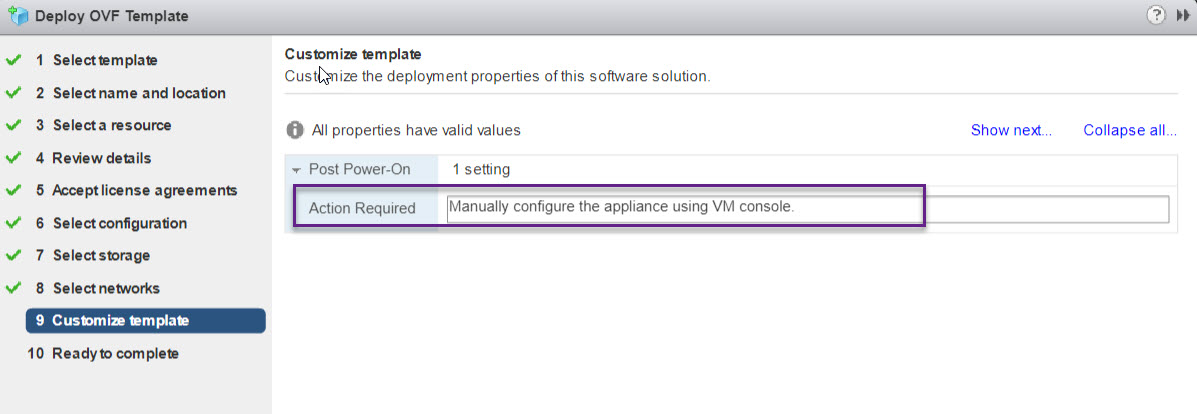 Deploy OVF Template
?
1 Select template
2 Select name and location
3 Select a resource
4 Review details
5 Accept license agreements
6 Select configuration
7 Select storage
8 Select networks
9 Customize template
10 Ready to complete
Customize template
Customize the deployment properties of this software solution.
All properties have valid values
Show next...
Collapse all...
Post Power-On 1 setting
Action Required Manually configure the appliance using VM console.